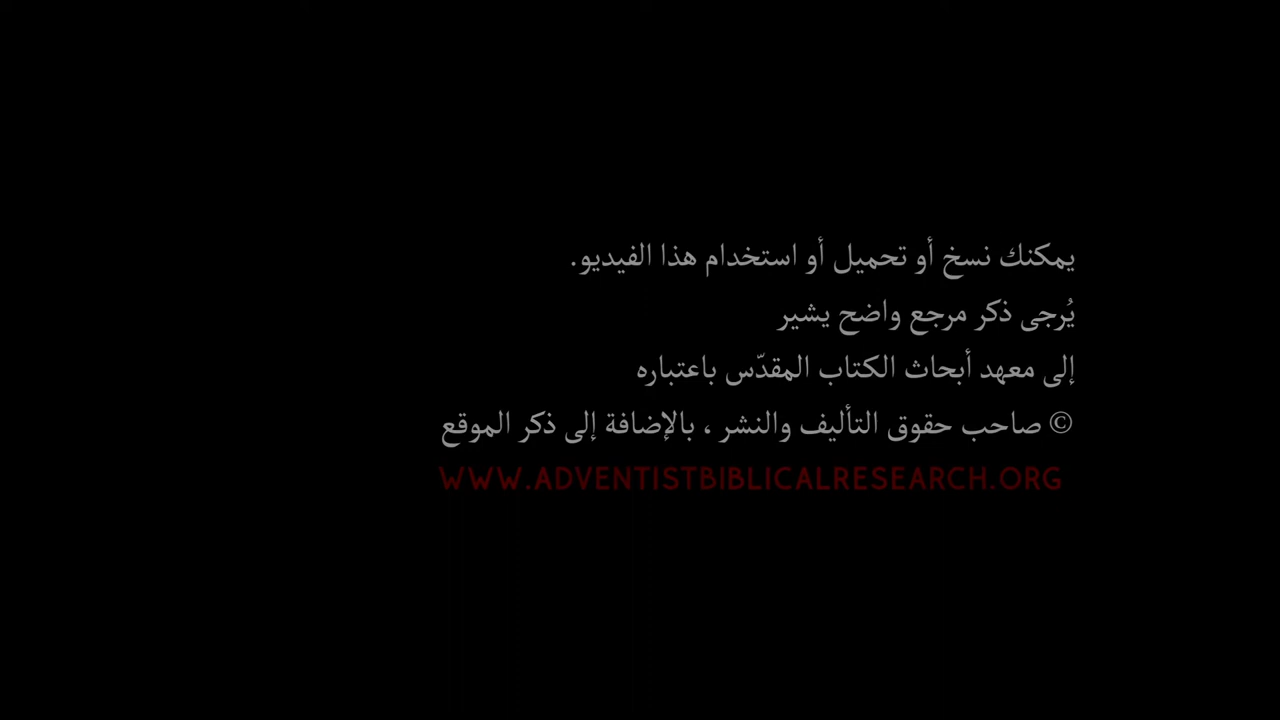 يمكنك نسخ أو تحميل أو استخدام هذا الفيديو.
يُرجى ذكر مرجع واضح يشير
إلى معهد أبحاث الكتاب المقدّس باعتباره
© صاحب حقوق التأليف والنشر ، بالإضافة إلى ذكر الموقع
WWW.ADVENTISTBIBLICALRESEARCH.ORG